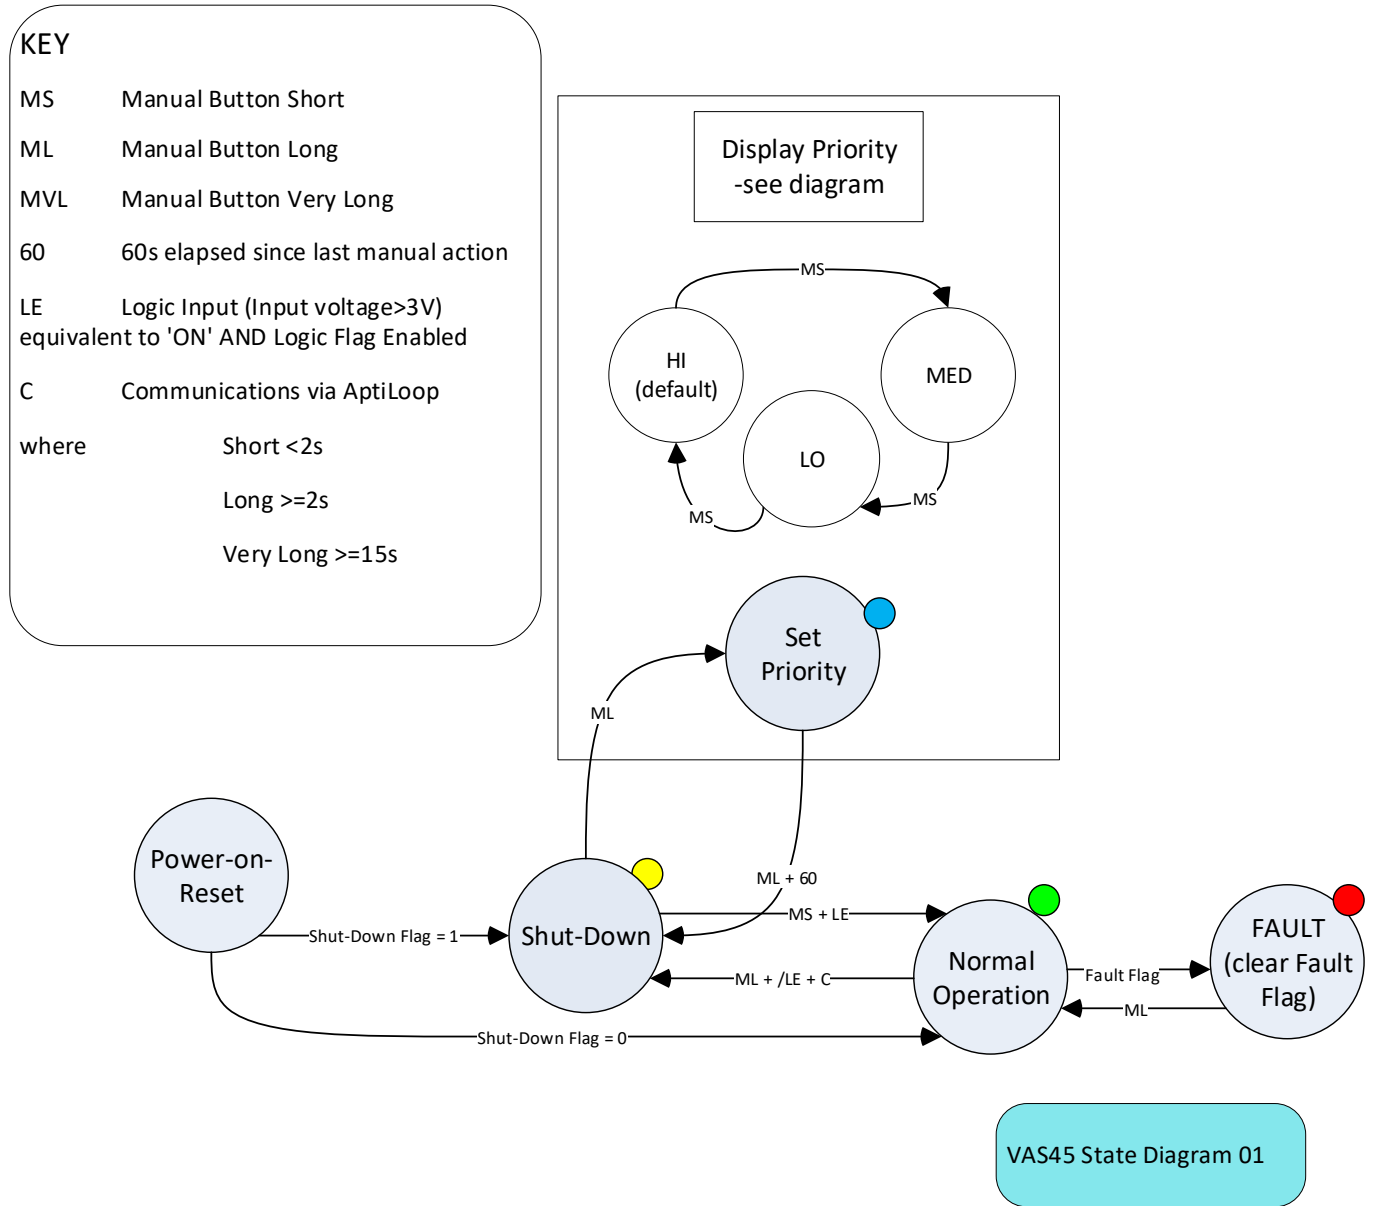 KEY
MS Manual Button Short
ML Manual Button Long
MVL Manual Button Very Long
60 60s elapsed since last manual action
LE Logic Input (Input voltage>3V)
equivalent to 'ON' AND Logic Flag Enabled
C Communications via AptiLoop
where Short <2s
Long >=2s
Very Long >=15s
Display Priority
-see diagram
MS
HI
(default)
MED
LO
MS
MS
Set
Priority
ML
Power-on-
Reset
ML + 60
MS + LE
Shut-Down Flag = 1
Shut-Down
ML + /LE + C
Normal
Operation
Fault Flag
ML
FAULT
(clear Fault
Flag)
Shut-Down Flag = 0
VAS45 State Diagram 01